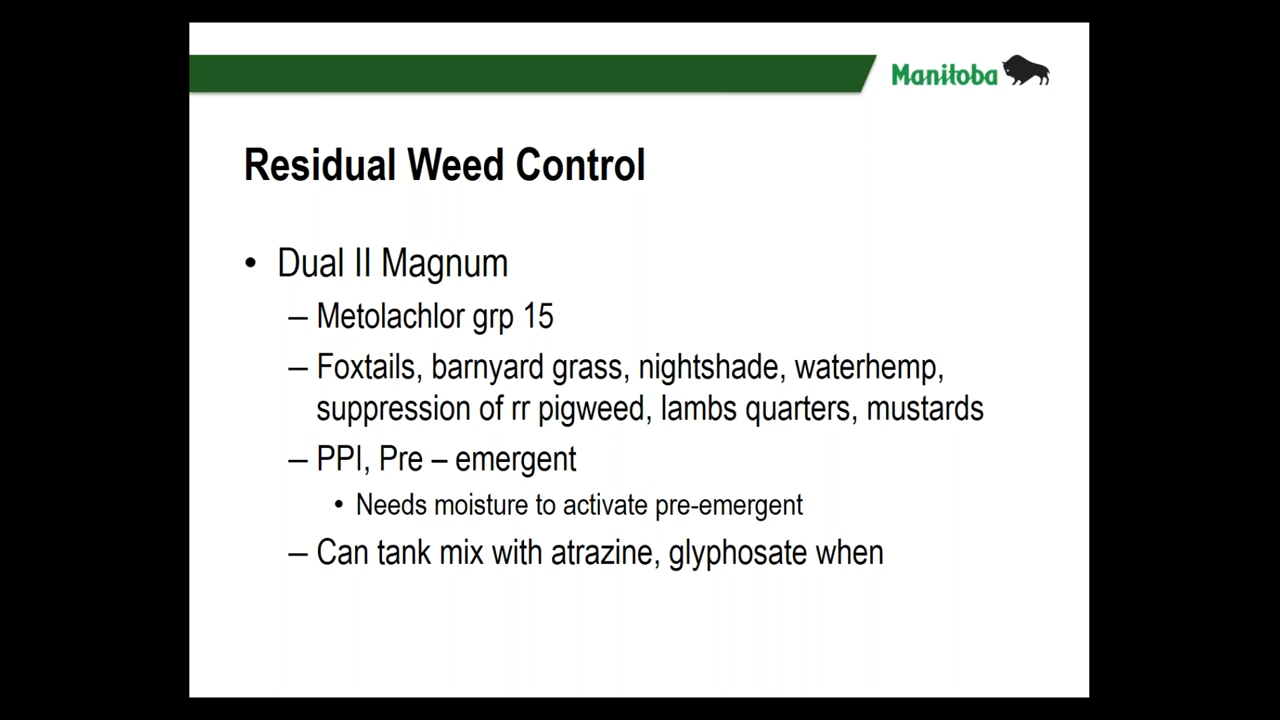 Manitoba
Residual Weed Control
• Dual II Magnum
– Metolachlor grp 15
– Foxtails, barnyard grass, nightshade, waterhemp,
suppression of rr pigweed, lambs quarters, mustards
– PPI, Pre – emergent
• Needs moisture to activate pre-emergent
– Can tank mix with atrazine, glyphosate when